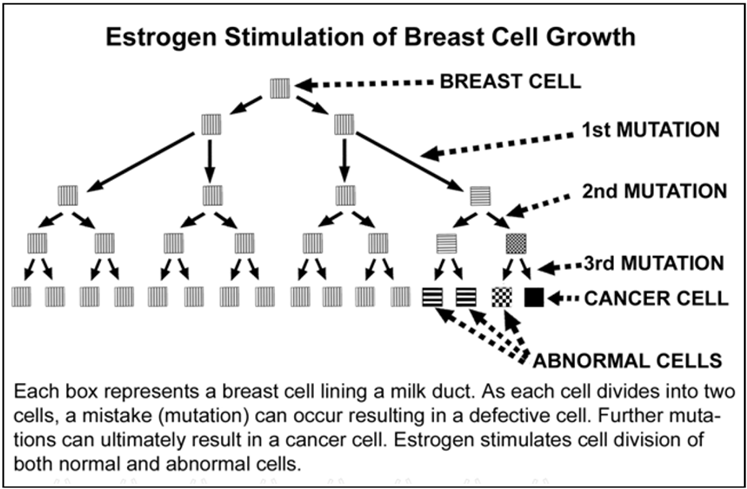 Estrogen Stimulation of Breast Cell Growth
BREAST CELL
1st MUTATION
2nd MUTATION
3rd MUTATION
CANCER CELL
ABNORMAL CELLS
Each box represents a breast cell lining a milk duct. As each cell divides into two
cells, a mistake (mutation) can occur resulting in a defective cell. Further muta-
tions can ultimately result in a cancer cell. Estrogen stimulates cell division of
both normal and abnormal cells.